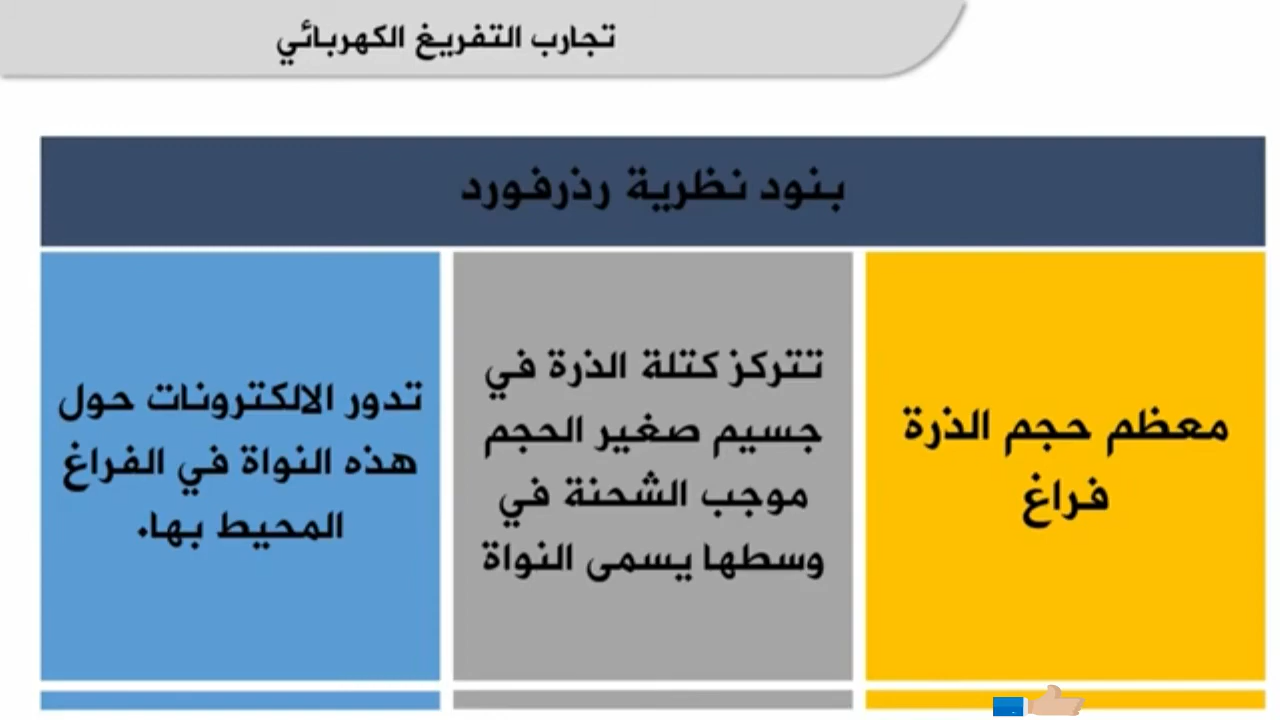 تجارب التفريغ الكهربائي
بنود نظرية رذرفورد
معظم حجم الذرة
فراغ
تتركز كتلة الذرة في
جسيم صغير الحجم
موجب الشحنة في
وسطها يسمى النواة
تدور الالكترونات حول
هذه النواة في الفراغ
المحيط بها.